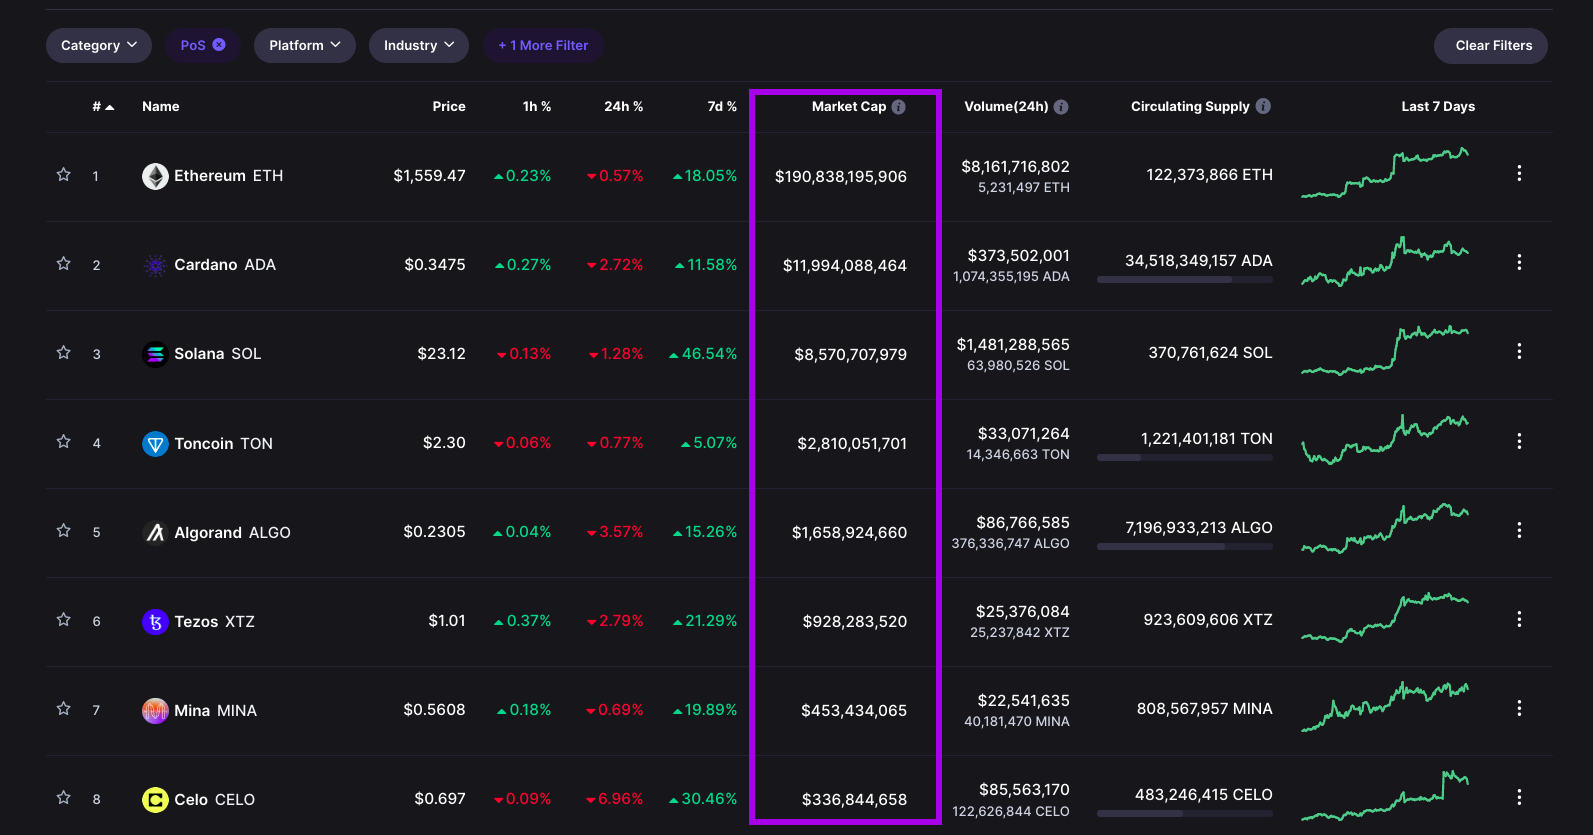 Category PoS Platform Industry + 1 More Filter Clear Filters
# Name Price 1h % 24h % 7d % Market Cap Volume(24h) Circulating Supply Last 7 Days
1 Ethereum ETH $1,559.47 0.23% 0.57% 18.05% $190,838,195,906 $8,161,716,802 122,373,866 ETH
5,231,497 ETH
2 Cardano ADA $0.3475 0.27% 2.72% 11.58% $11,994,088,464 $373,502,001 34,518,349,157 ADA
1,074,355,195 ADA
3 Solana SOL $23.12 0.13% 1.28% 46.54% $8,570,707,979 $1,481,288,565 370,761,624 SOL
63,980,526 SOL
4 Toncoin TON $2.30 0.06% 0.77% 5.07% $2,810,051,701 $33,071,264 1,221,401,181 TON
14,346,663 TON
5 Algorand ALGO $0.2305 0.04% 3.57% 15.26% $1,658,924,660 $86,766,585 7,196,933,213 ALGO
376,336,747 ALGO
6 Tezos XTZ $1.01 0.37% 2.79% 21.29% $928,283,520 $25,376,084 923,609,606 XTZ
25,237,842 XTZ
7 Mina MINA $0.5608 0.18% 0.69% 19.89% $453,434,065 $22,541,635 808,567,957 MINA
40,181,470 MINA
8 Celo CELO $0.697 0.09% 6.96% 30.46% $336,844,658 $85,563,170 483,246,415 CELO
122,626,844 CELO